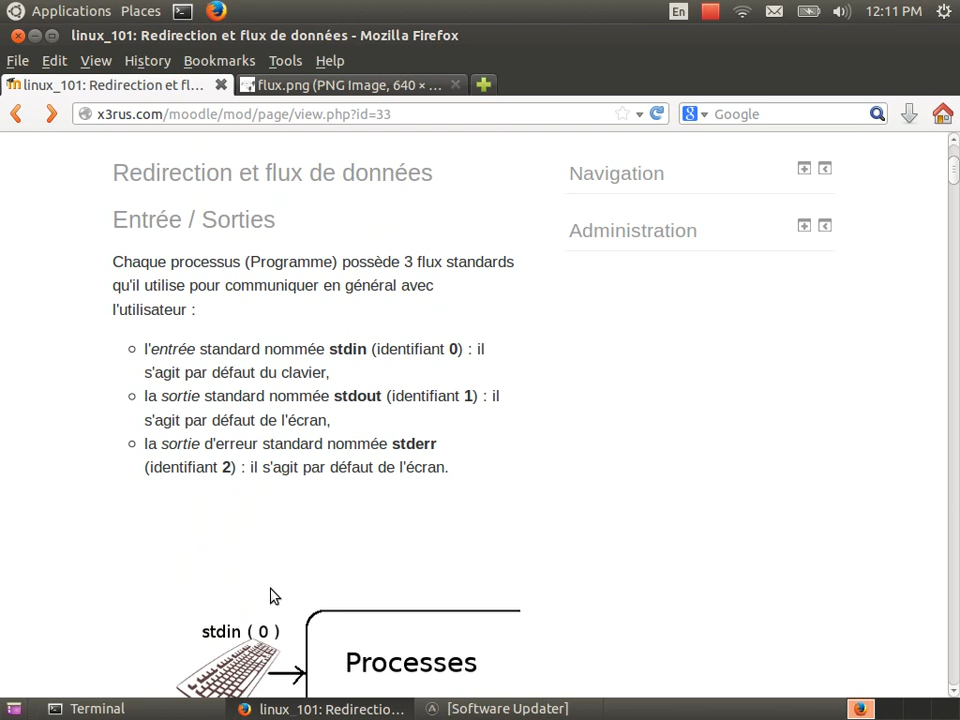 Applications Places En 12:11 PM
linux_101: Redirection et flux de données - Mozilla Firefox
File Edit View History Bookmarks Tools Help
linux_101: Redirection et fl... flux.png (PNG Image, 640 × ...
x3rus.com/moodle/mod/page/view.php?id=33 Google
Redirection et flux de données
Navigation
Entrée / Sorties
Administration
Chaque processus (Programme) possède 3 flux standards
qu'il utilise pour communiquer en général avec
l'utilisateur :
l'entrée standard nommée stdin (identifiant 0) : il
s'agit par défaut du clavier,
la sortie standard nommée stdout (identifiant 1) : il
s'agit par défaut de l'écran,
la sortie d'erreur standard nommée stderr
(identifiant 2) : il s'agit par défaut de l'écran.
stdin ( 0 )
Processes
Terminal linux_101: Redirectio... [Software Updater]